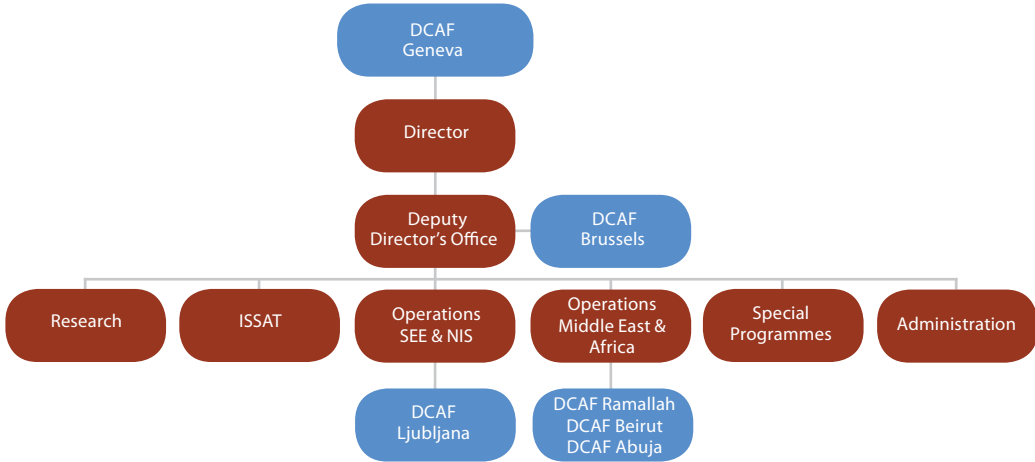 DCAF
Geneva
Director
Deputy
Director's Office
DCAF
Brussels
Research
ISSAT
Operations
SEE & NIS
Operations
Middle East &
Africa
Special
Programmes
Administration
DCAF
Ljubljana
DCAF Ramallah
DCAF Beirut
DCAF Abuja